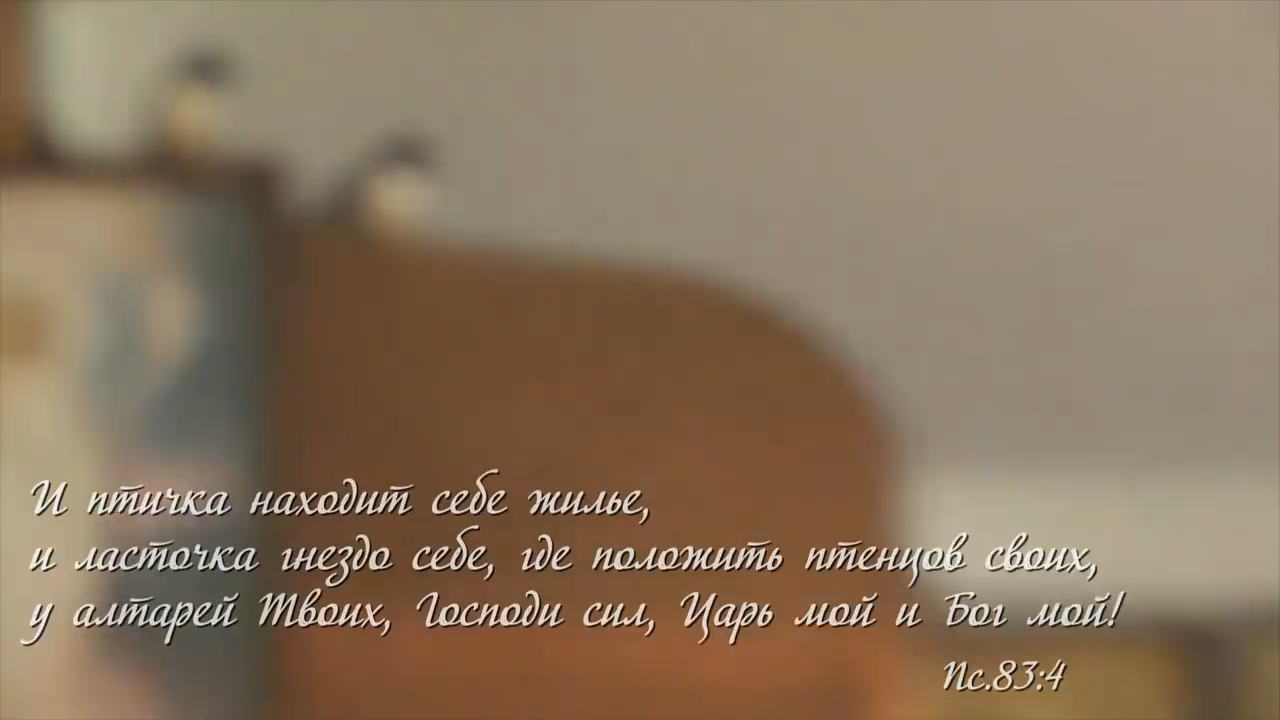 И птичка находит себе жилье,
и ласточка гнездо себе, где положить птенцов своих,
у алтарей Твоих, Господи сил, Царь мой и Бог мой!
Пс.83:4